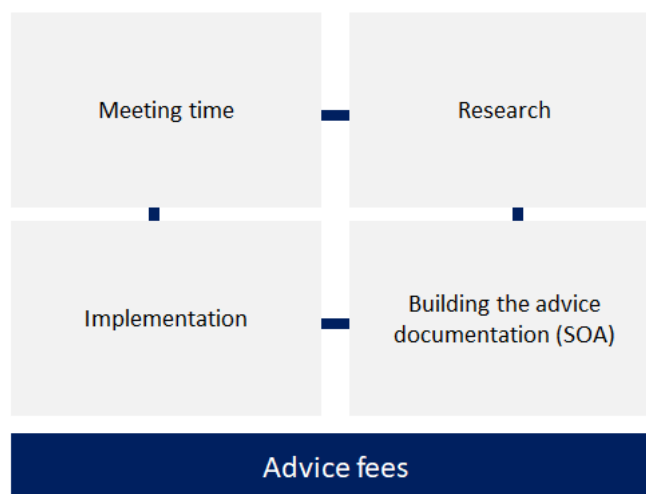 Meeting time
Research
Implementation
Building the advice
documentation (SOA)
Advice fees